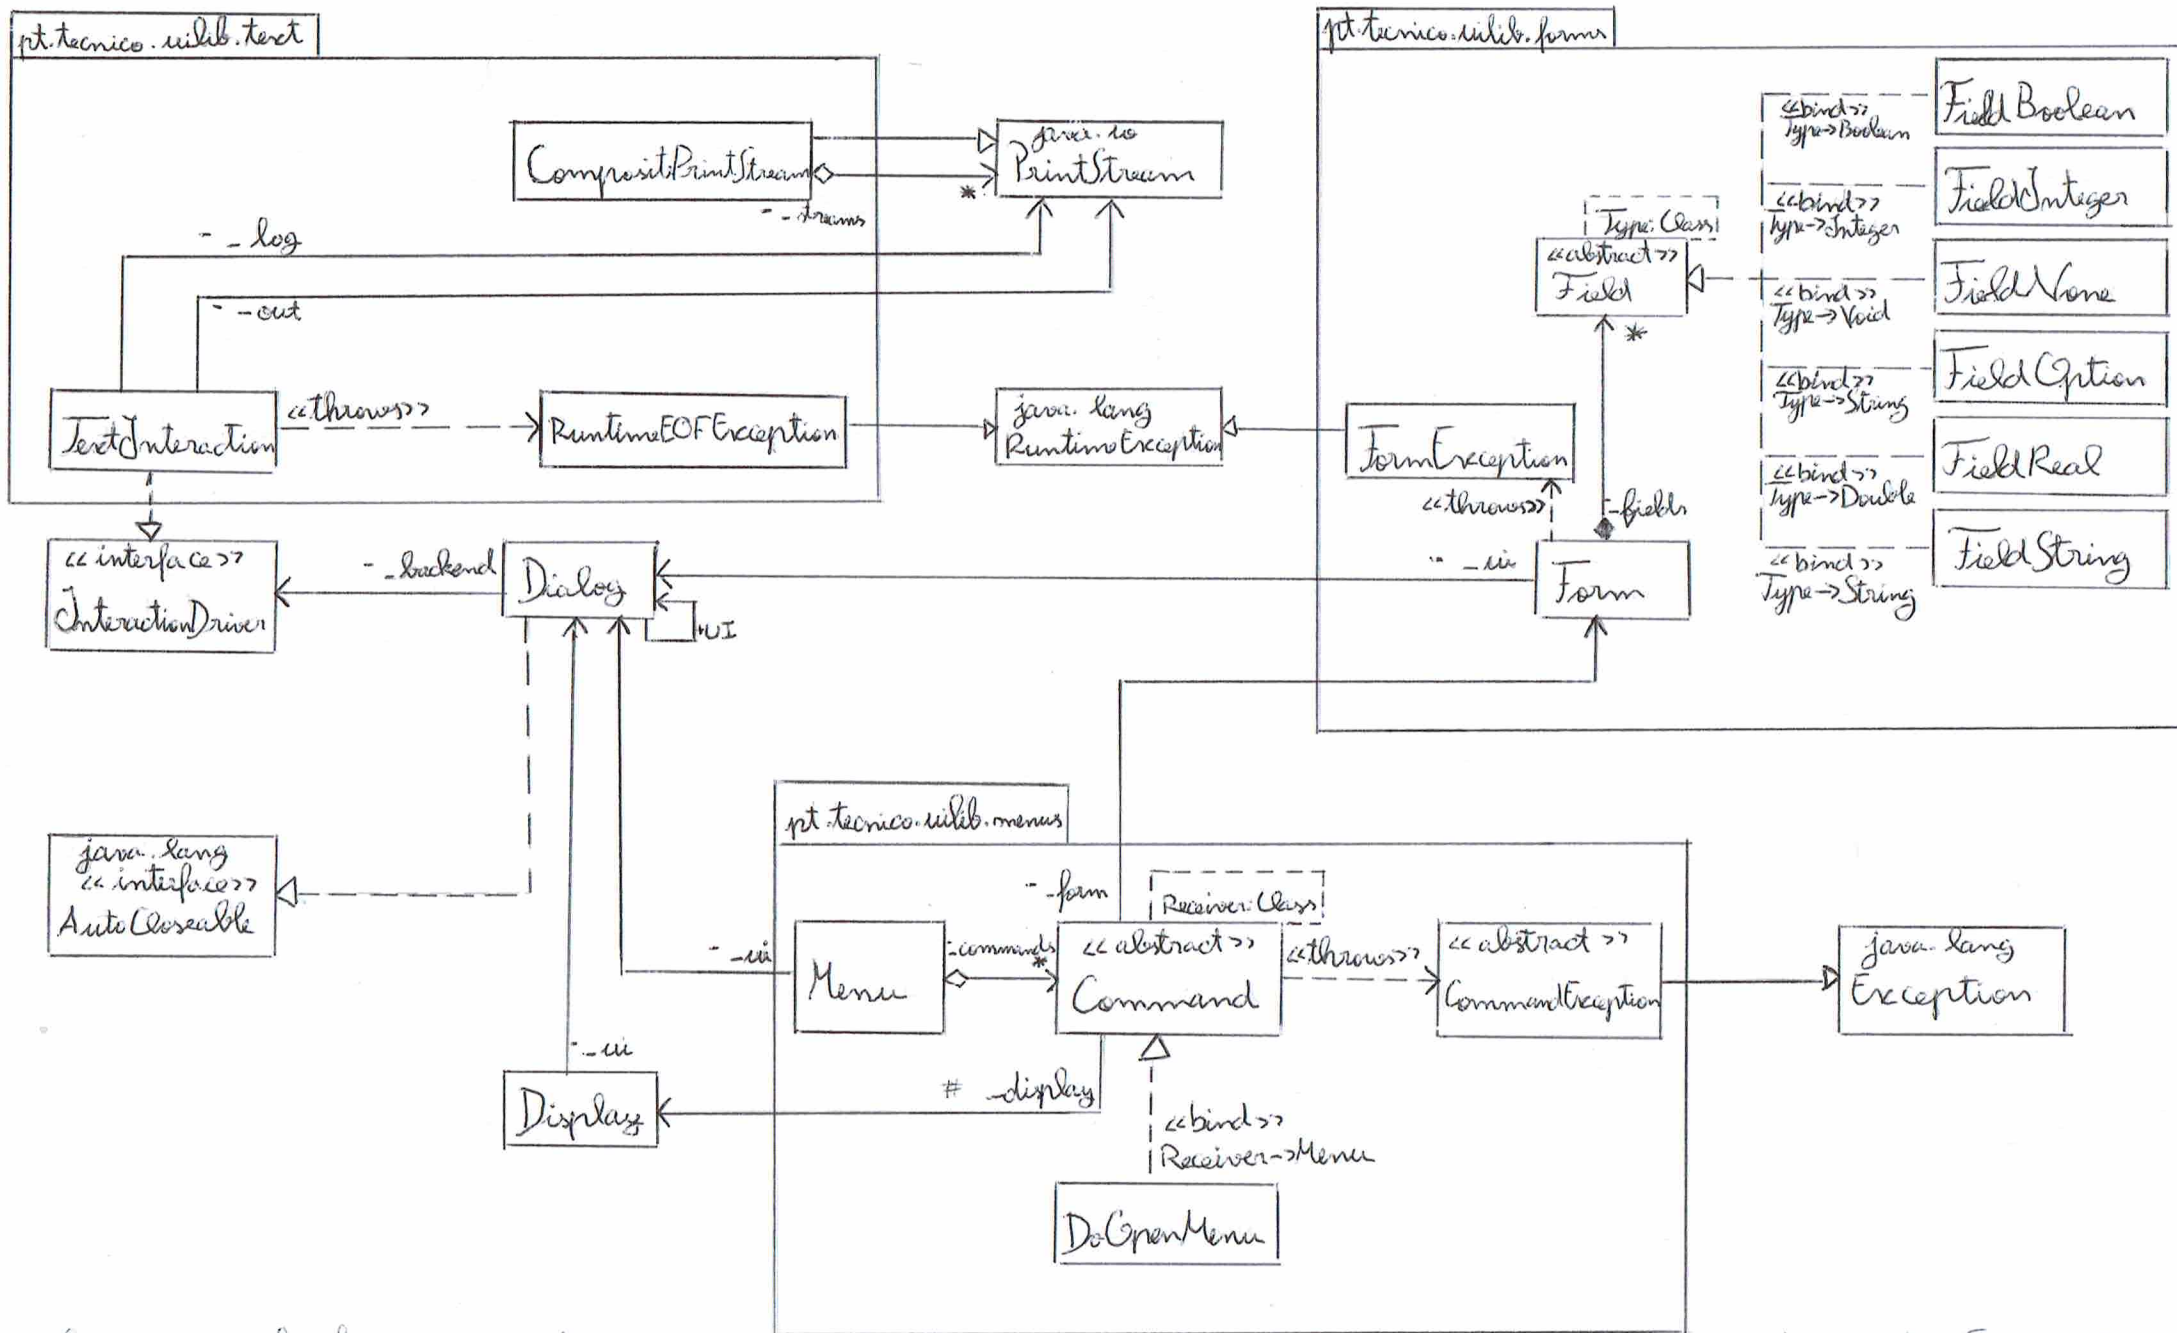 pt.tecnico.uilib.text
CompositePrintStream
- _streams
*
java.io
PrintStream
- _log
- _out
TextInteraction
<<throws>>
RuntimeEOFException
java.lang
RuntimeException
<<interface>>
InteractionDriver
- _backend
Dialog
+UI
java.lang
<<interface>>
AutoCloseable
- _ui
Display
pt.tecnico.uilib.forms
Type:Class
<<abstract>>
Field
*
FormException
<<throws>>
-fields
- _ui
Form
<<bind>>
Type->Boolean
FieldBoolean
<<bind>>
Type->Integer
FieldInteger
<<bind>>
Type->Void
FieldNone
<<bind>>
Type->String
FieldOption
<<bind>>
Type->Double
FieldReal
<<bind>>
Type->String
FieldString
pt.tecnico.uilib.menus
- _form
Receiver:Class
- _ui
Menu
-commands
*
<<abstract>>
Command
<<throws>>
<<abstract>>
CommandException
java.lang
Exception
# _display
<<bind>>
Receiver->Menu
DoOpenMenu